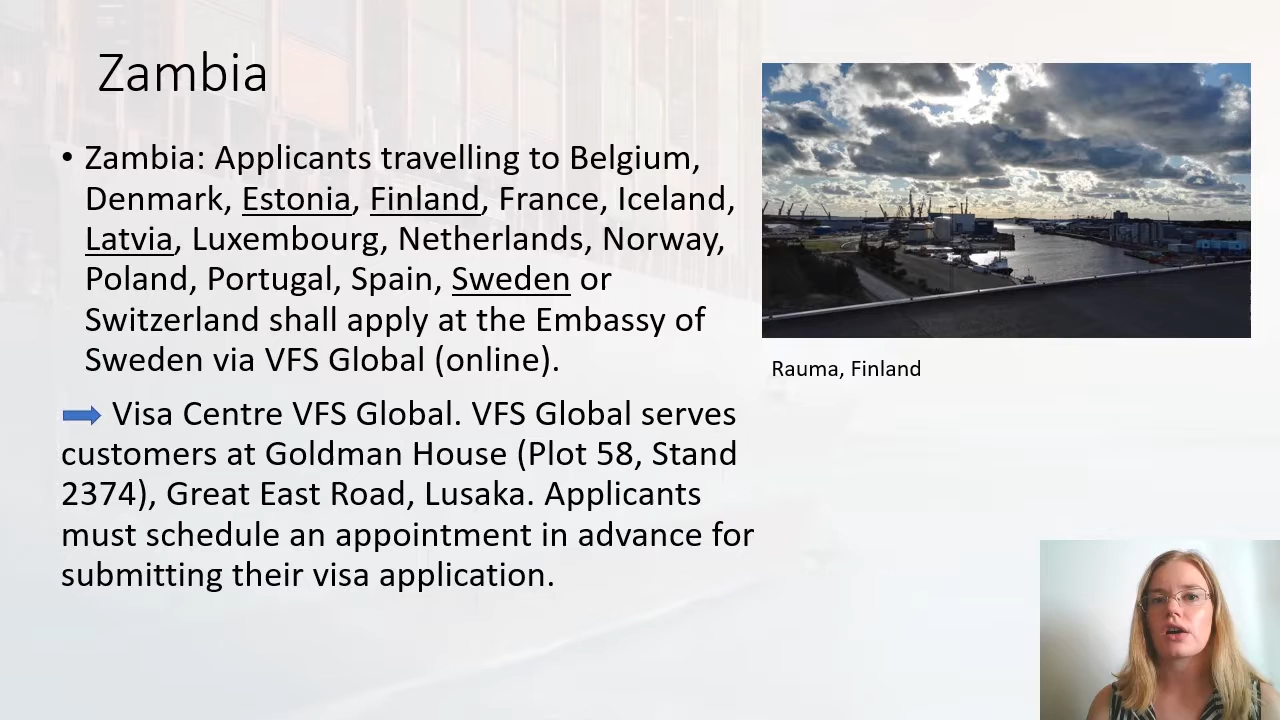 Zambia
• Zambia: Applicants travelling to Belgium,
Denmark, Estonia, Finland, France, Iceland,
Latvia, Luxembourg, Netherlands, Norway,
Poland, Portugal, Spain, Sweden or
Switzerland shall apply at the Embassy of
Sweden via VFS Global (online).
Visa Centre VFS Global. VFS Global serves
customers at Goldman House (Plot 58, Stand
2374), Great East Road, Lusaka. Applicants
must schedule an appointment in advance for
submitting their visa application.
Rauma, Finland